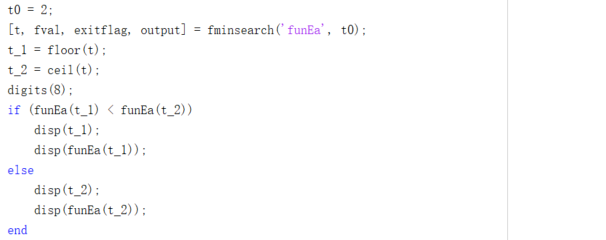 t0 = 2;
[t, fval, exitflag, output] = fminsearch('funEa', t0);
t_1 = floor(t);
t_2 = ceil(t);
digits(8);
if (funEa(t_1) < funEa(t_2))
    disp(t_1);
    disp(funEa(t_1));
else
    disp(t_2);
    disp(funEa(t_2));
end